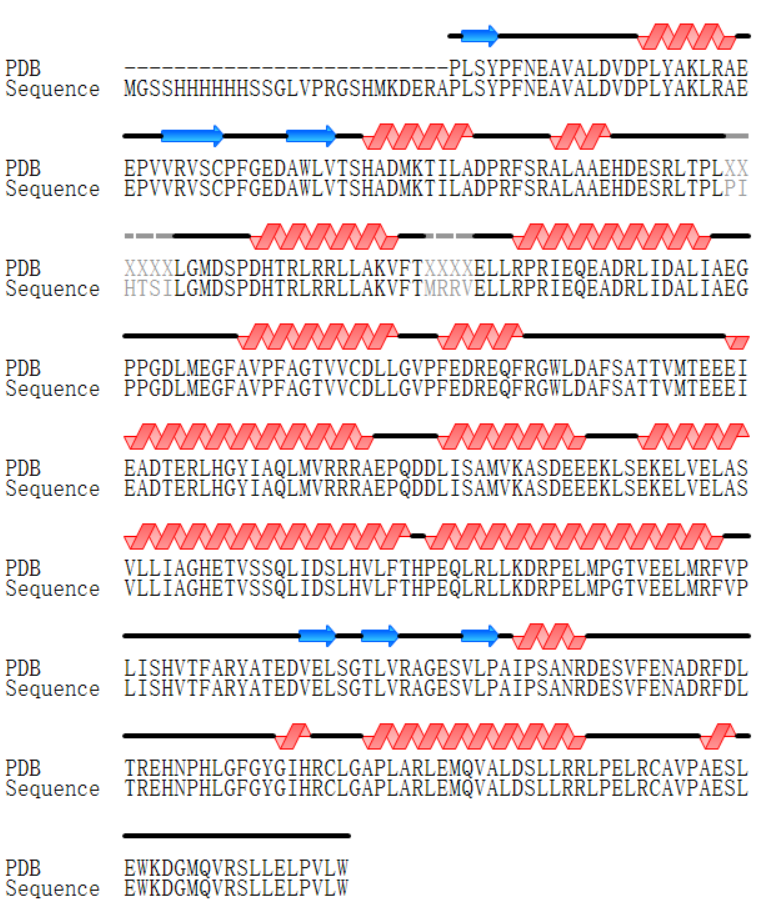 PDB --------------------------PLSYPFNEAVALDVDPLYAKLRAE
Sequence MGSSHHHHHHSSGLVPRGSHMKDERAPLSYPFNEAVALDVDPLYAKLRAE
PDB EPVVRVSCPFGEDAWLVTSHADMKTILADPRFSRALAAEHDESRLTPLXX
Sequence EPVVRVSCPFGEDAWLVTSHADMKTILADPRFSRALAAEHDESRLTPLPI
PDB XXXXLGMDSPDHTRLRRLLAKVFTXXXXELLRPRIEQEADRLIDALIAEG
Sequence HTSILGMDSPDHTRLRRLLAKVFTMRRVELLRPRIEQEADRLIDALIAEG
PDB PPGDLMEGFAVPFAGTVVCDLLGVPFEDREQFRGWLDAFSATTVMTEEEI
Sequence PPGDLMEGFAVPFAGTVVCDLLGVPFEDREQFRGWLDAFSATTVMTEEEI
PDB EADTERLHGYIAQLMVRRRAEPQDDLISAMVKASDEEEKLSEKELVELAS
Sequence EADTERLHGYIAQLMVRRRAEPQDDLISAMVKASDEEEKLSEKELVELAS
PDB VLLIAGHETVSSQLIDSLHVLFTHPEQLRLLKDRPELMPGTVEELMRFVP
Sequence VLLIAGHETVSSQLIDSLHVLFTHPEQLRLLKDRPELMPGTVEELMRFVP
PDB LISHVTFARYATEDVELSGTLVRAGESVLPAIPSANRDESVFENADRFDL
Sequence LISHVTFARYATEDVELSGTLVRAGESVLPAIPSANRDESVFENADRFDL
PDB TREHNPHLGFGYGIHRCLGAPLARLEMQVALDSLLRRLPELRCAVPAESL
Sequence TREHNPHLGFGYGIHRCLGAPLARLEMQVALDSLLRRLPELRCAVPAESL
PDB EWKDGMQVRSLLELPVLW
Sequence EWKDGMQVRSLLELPVLW